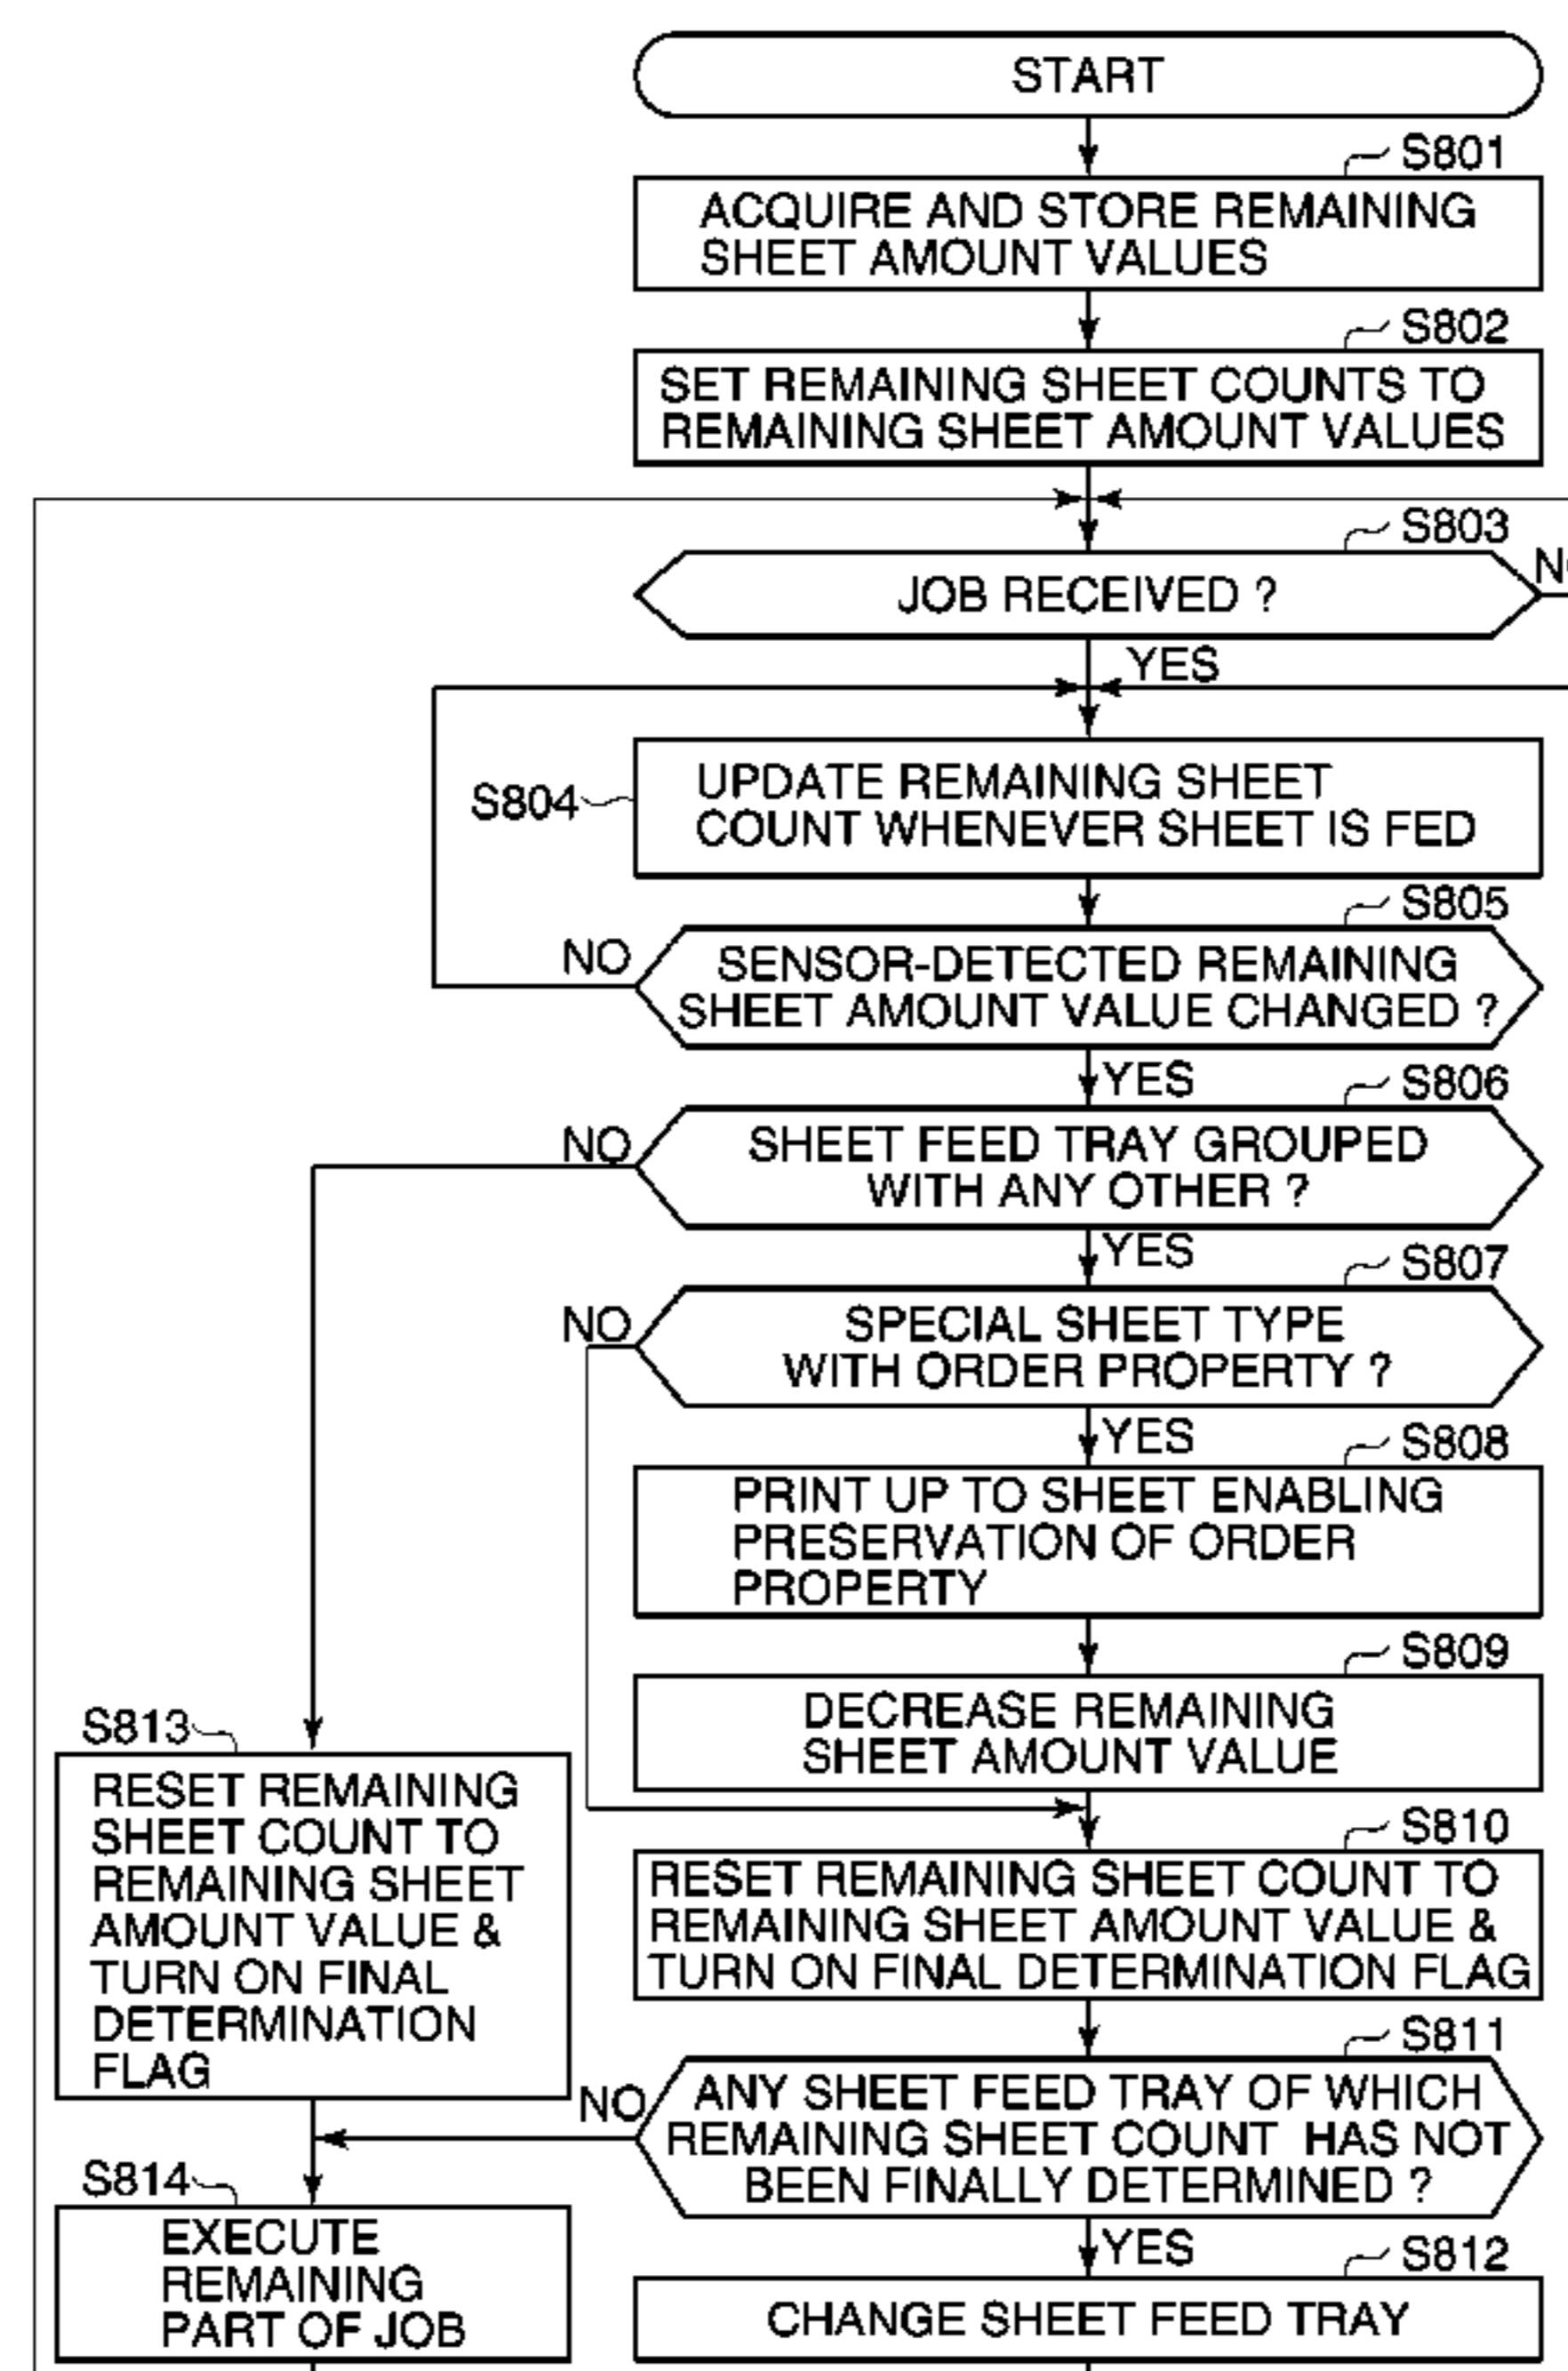 START
S801
ACQUIRE AND STORE REMAINING
SHEET AMOUNT VALUES
S802
SET REMAINING SHEET COUNTS TO
REMAINING SHEET AMOUNT VALUES
S803
JOB RECEIVED ?
YES
S804
UPDATE REMAINING SHEET
COUNT WHENEVER SHEET IS FED
S805
NO
SENSOR-DETECTED REMAINING
SHEET AMOUNT VALUE CHANGED ?
YES
S806
NO
SHEET FEED TRAY GROUPED
WITH ANY OTHER ?
YES
S807
NO
SPECIAL SHEET TYPE
WITH ORDER PROPERTY ?
YES
S808
PRINT UP TO SHEET ENABLING
PRESERVATION OF ORDER
PROPERTY
S809
DECREASE REMAINING
SHEET AMOUNT VALUE
S813
RESET REMAINING
SHEET COUNT TO
REMAINING SHEET
AMOUNT VALUE &
TURN ON FINAL
DETERMINATION
FLAG
S810
RESET REMAINING SHEET COUNT TO
REMAINING SHEET AMOUNT VALUE &
TURN ON FINAL DETERMINATION FLAG
S811
NO
ANY SHEET FEED TRAY OF WHICH
REMAINING SHEET COUNT HAS NOT
BEEN FINALLY DETERMINED ?
YES
S814
EXECUTE
REMAINING
PART OF JOB
S812
CHANGE SHEET FEED TRAY